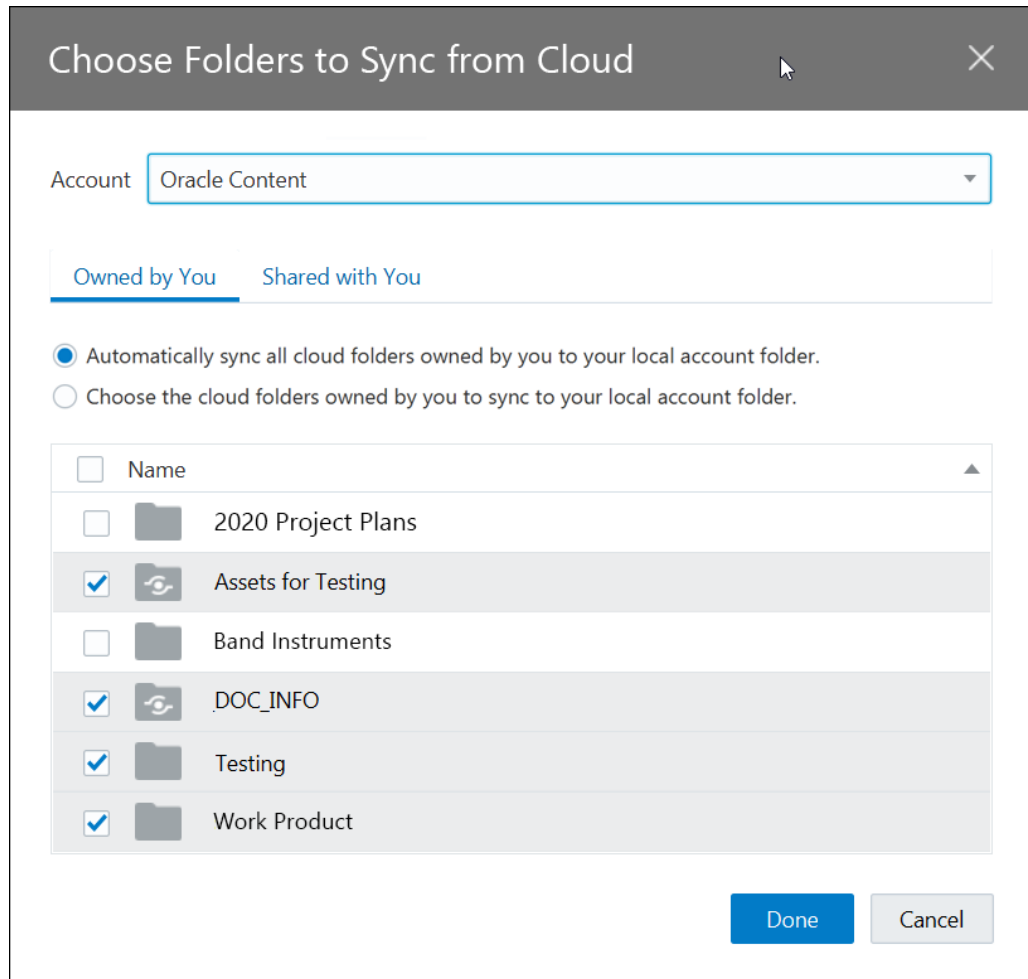 Choose Folders to Sync from Cloud
Account Oracle Content
Owned by You Shared with You
Automatically sync all cloud folders owned by you to your local account folder.
Choose the cloud folders owned by you to sync to your local account folder.
Name
2020 Project Plans
Assets for Testing
Band Instruments
DOC_INFO
Testing
Work Product
Done Cancel